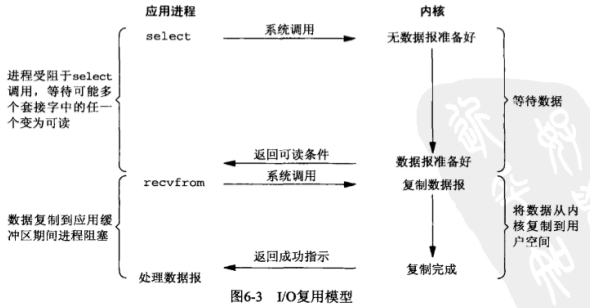 应用进程 内核
select 系统调用 无数据报准备好
进程受阻于select
调用，等待可能多
个套接字中的任一
个变为可读
等待数据
返回可读条件 数据报准备好
recvfrom 系统调用 复制数据报
数据复制到应用缓
冲区期间进程阻塞
将数据从内
核复制到用
户空间
处理数据报 返回成功指示 复制完成
图6-3 I/O复用模型